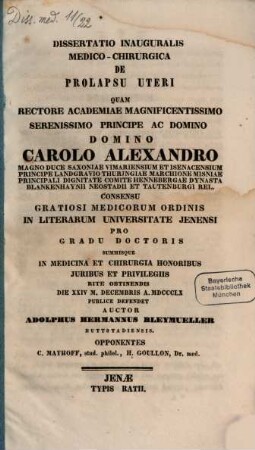 Diss. med. 11/22
DISSERTATIO INAUGURALIS
MEDICO-CHIRURGICA
DE
PROLAPSU UTERI
QUAM
RECTORE ACADEMIAE MAGNIFICENTISSIMO
SERENISSIMO PRINCIPE AC DOMINO
DOMINO
CAROLO ALEXANDRO
MAGNO DUCE SAXONIAE VIMARIENSIUM ET ISENACENSIUM
PRINCIPE LANDGRAVIO THURINGIAE MARCHIONE MISNIAE
PRINCIPALI DIGNITATE COMITE HENNEBERGAE DYNASTA
BLANKENHAYNII NEOSTADII ET TAUTENBURGI REL.
CONSENSU
GRATIOSI MEDICORUM ORDINIS
IN LITERARUM UNIVERSITATE JENENSI
PRO
GRADU DOCTORIS
SUMMISQUE
IN MEDICINA ET CHIRURGIA HONORIBUS
JURIBUS ET PRIVILEGIIS
RITE OBTINENDIS
DIE XXIV M. DECEMBRIS A. MDCCCLX
PUBLICE DEFENDET
AUCTOR
ADOLPHUS HERMANNUS BLEYMUELLER
BUTTSTADIENSIS.
OPPONENTES
C. MAYHOFF, stud. philol., H. GOULLON, Dr. med.
JENAE
TYPIS RATII.
Bayerische
Staatsbibliothek
München